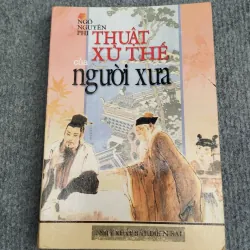 NGÔ
NGUYÊN
PHI
THUẬT
XỬ THẾ
của
người xưa